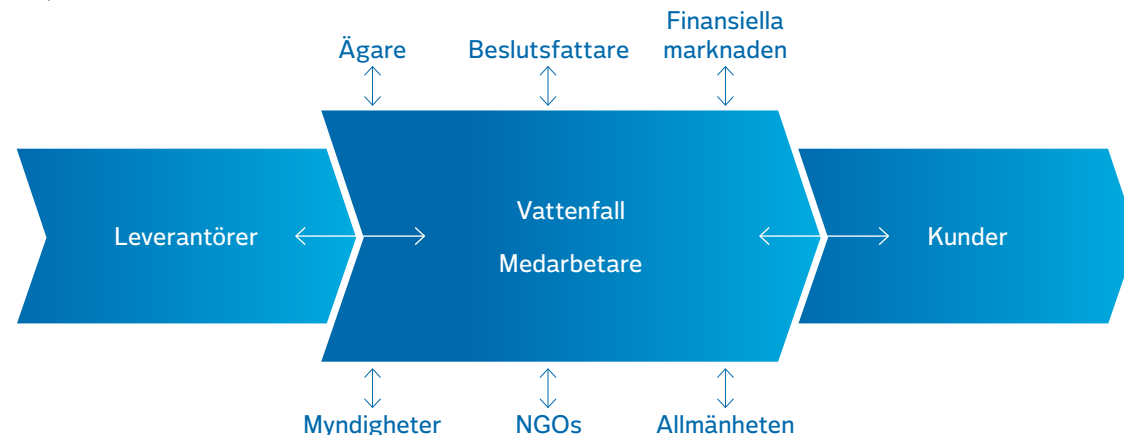 Ägare
Beslutsfattare
Finansiella
marknaden
Leverantörer
Vattenfall
Medarbetare
Kunder
Myndigheter
NGOs
Allmänheten